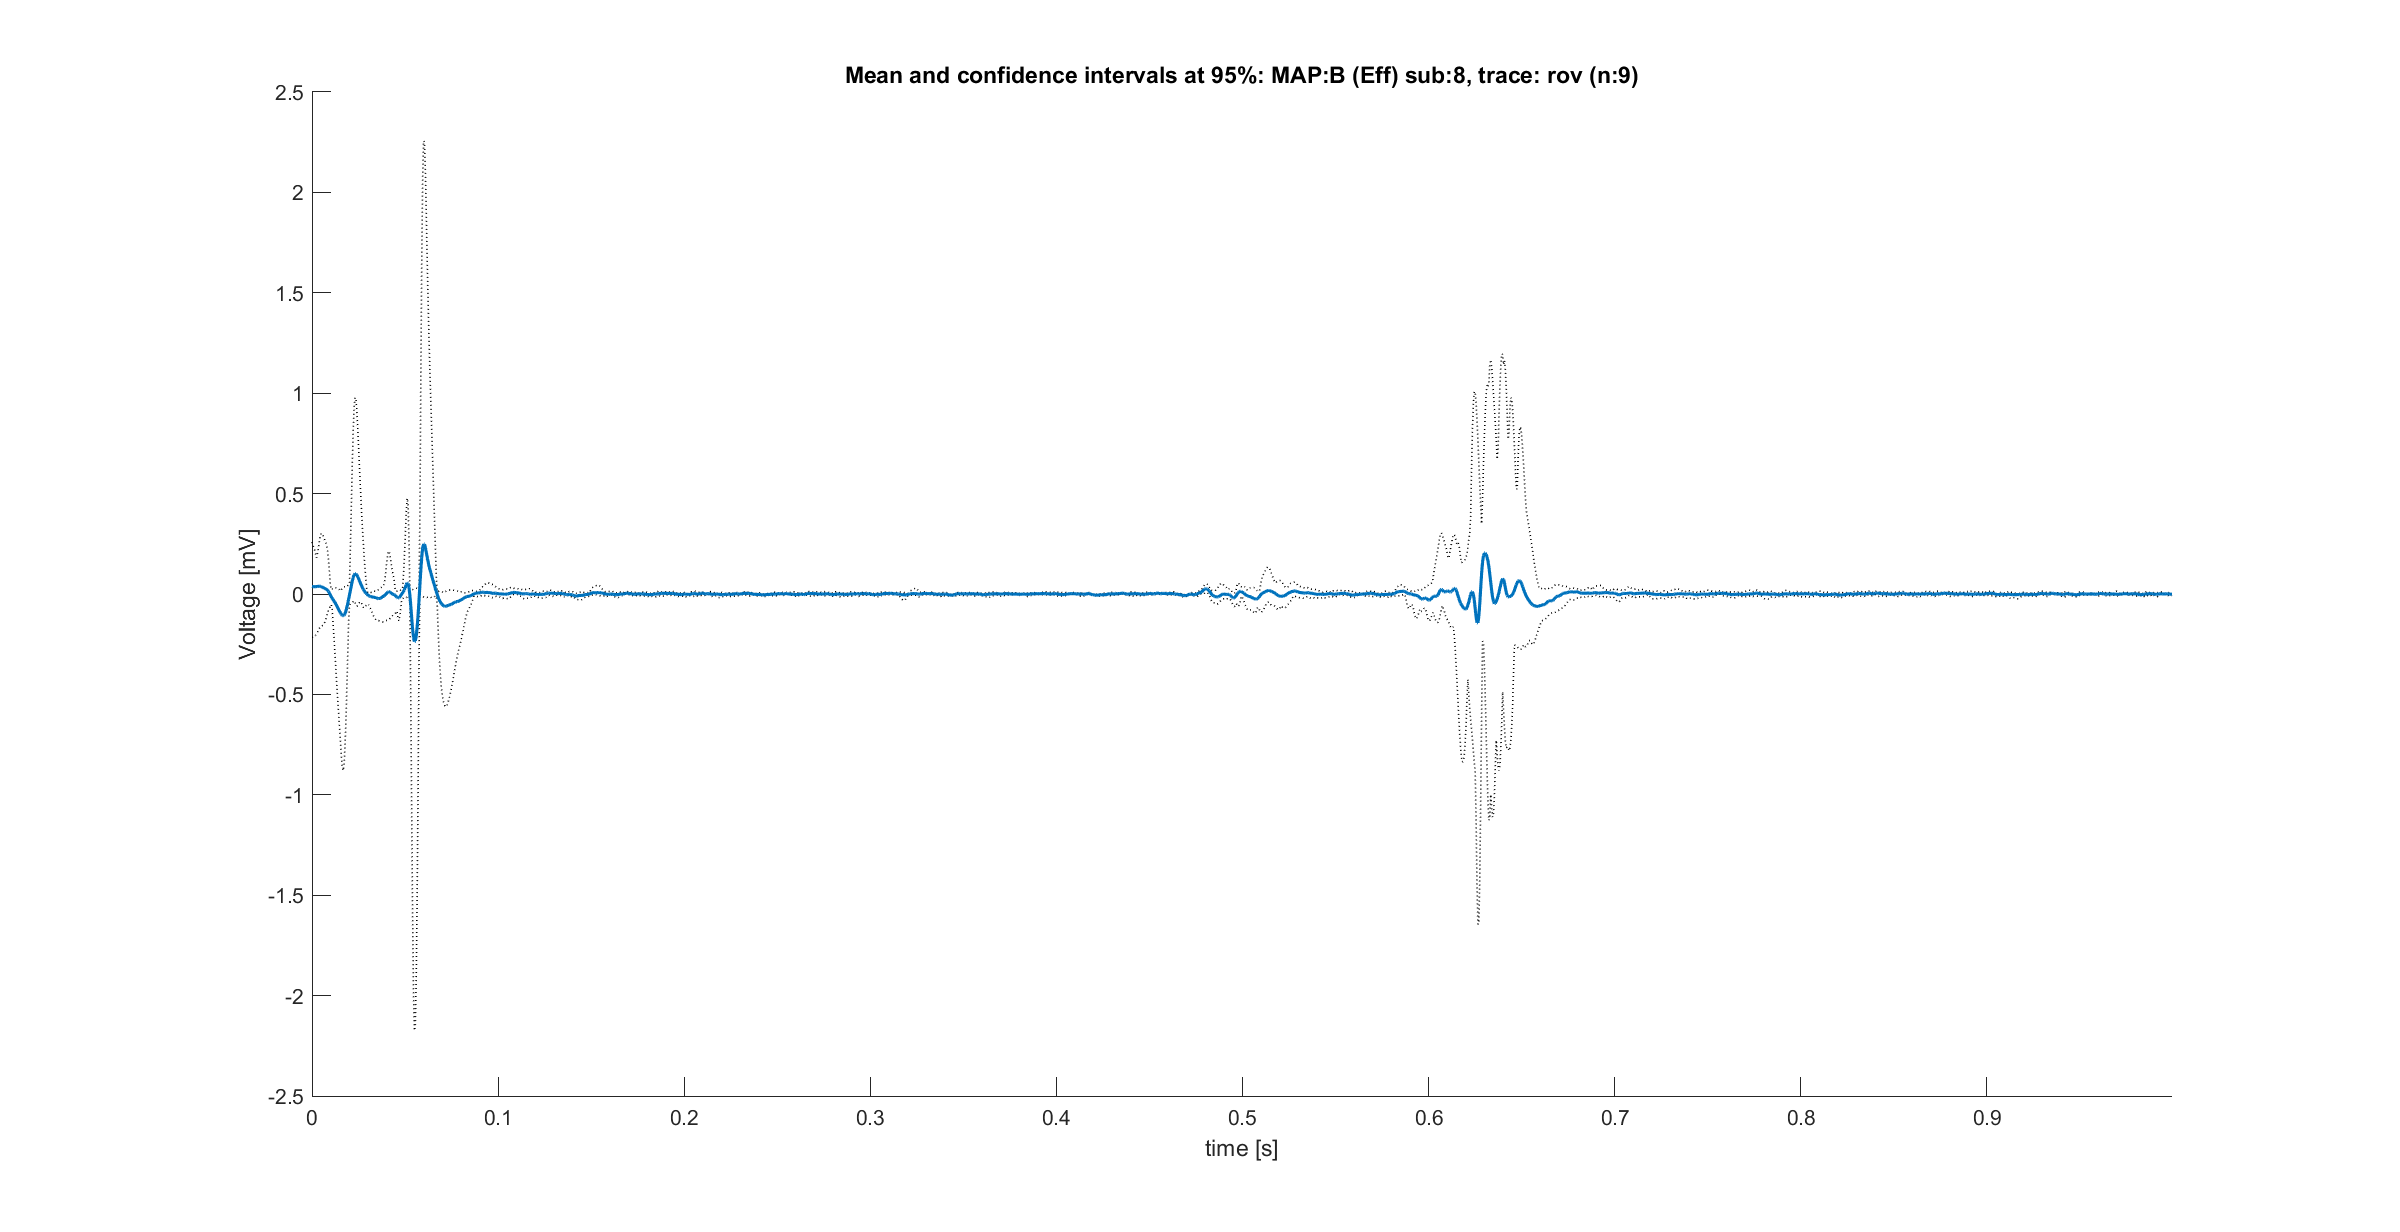 Mean and confidence intervals at 95%: MAP:B (Eff) sub:8, trace: rov (n:9)
2.5
2
1.5
1
0.5
0
-0.5
-1
-1.5
-2
-2.5
Voltage [mV]
0 0.1 0.2 0.3 0.4 0.5 0.6 0.7 0.8 0.9
time [s]